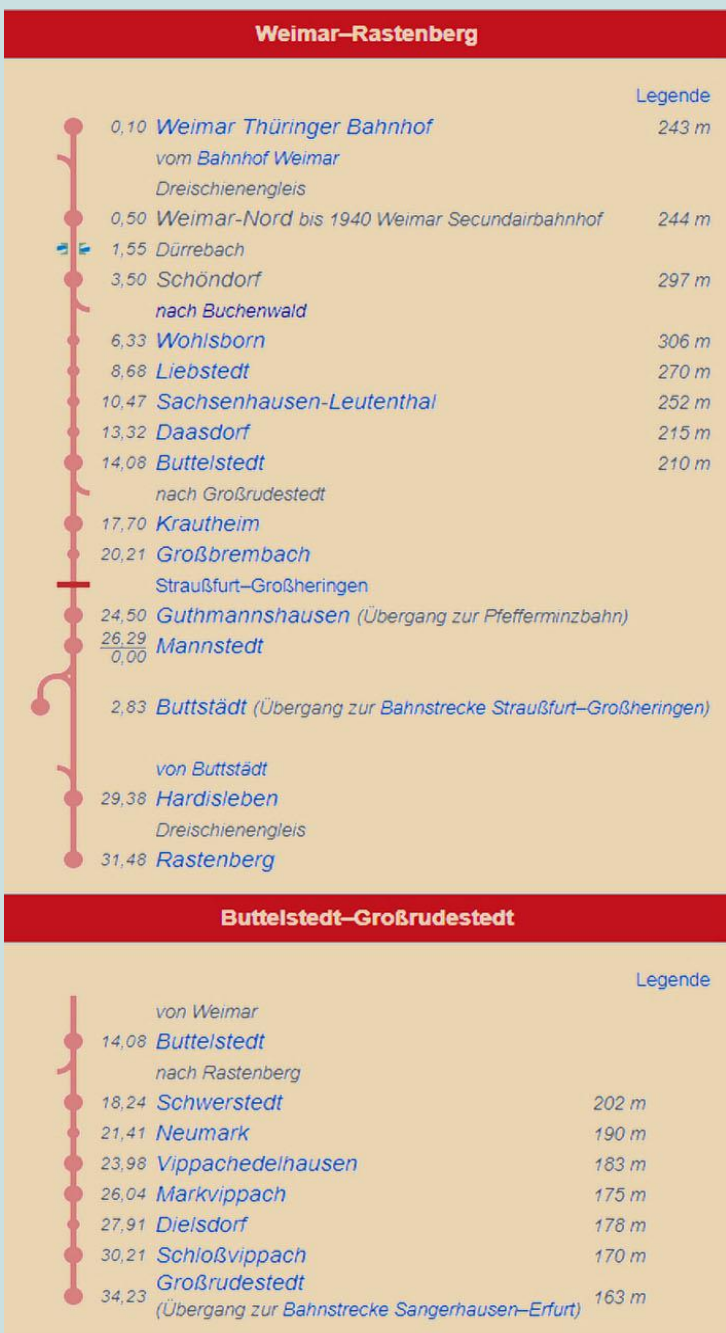 Weimar–Rastenberg
Legende
0,10 Weimar Thüringer Bahnhof 243 m
vom Bahnhof Weimar
Dreischienengleis
0,50 Weimar-Nord bis 1940 Weimar Secundairbahnhof 244 m
1,55 Dürrebach
3,50 Schöndorf 297 m
nach Buchenwald
6,33 Wohlsborn 306 m
8,68 Liebstedt 270 m
10,47 Sachsenhausen-Leutenthal 252 m
13,32 Daasdorf 215 m
14,08 Buttelstedt 210 m
nach Großrudestedt
17,70 Krautheim
20,21 Großbrembach
Straußfurt–Großheringen
24,50 Guthmannshausen (Übergang zur Pfefferminzbahn)
26,29
0,00 Mannstedt
2,83 Buttstädt (Übergang zur Bahnstrecke Straußfurt–Großheringen)
von Buttstädt
29,38 Hardisleben
Dreischienengleis
31,48 Rastenberg
Buttelstedt–Großrudestedt
Legende
von Weimar
14,08 Buttelstedt
nach Rastenberg
18,24 Schwerstedt 202 m
21,41 Neumark 190 m
23,98 Vippachedelhausen 183 m
26,04 Markvippach 175 m
27,91 Dielsdorf 178 m
30,21 Schloßvippach 170 m
34,23 Großrudestedt 163 m
(Übergang zur Bahnstrecke Sangerhausen–Erfurt)